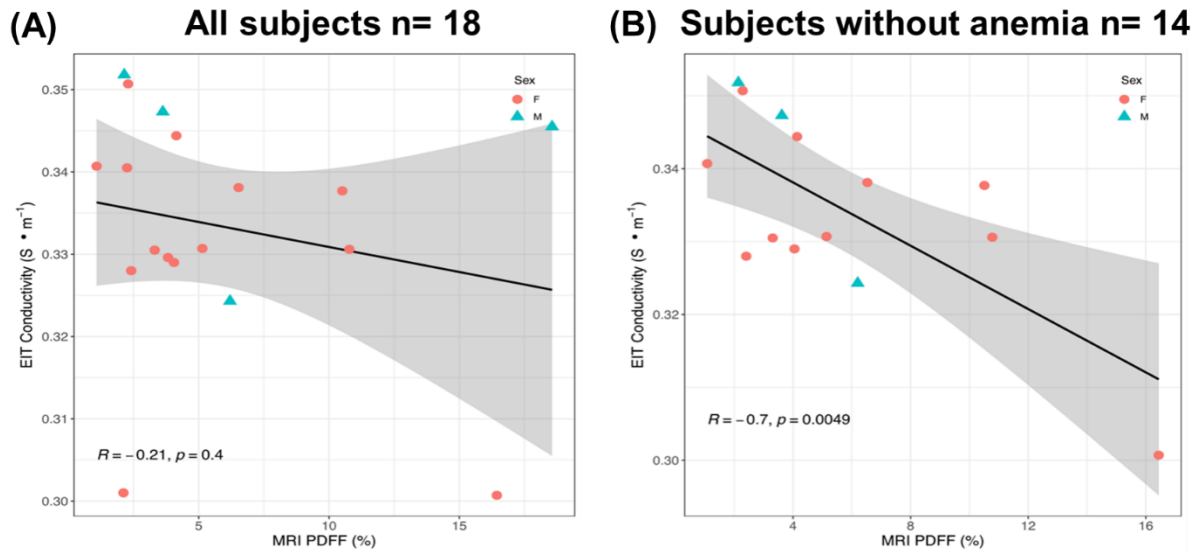 (A) All subjects n= 18
Sex
F
M
0.35
0.34
0.33
0.32
0.31
0.30
EIT Conductivity (S • m⁻¹)
R = −0.21, p = 0.4
5 10 15
MRI PDFF (%)
(B) Subjects without anemia n= 14
Sex
F
M
0.34
0.32
0.30
EIT Conductivity (S • m⁻¹)
R = −0.7, p = 0.0049
4 8 12 16
MRI PDFF (%)